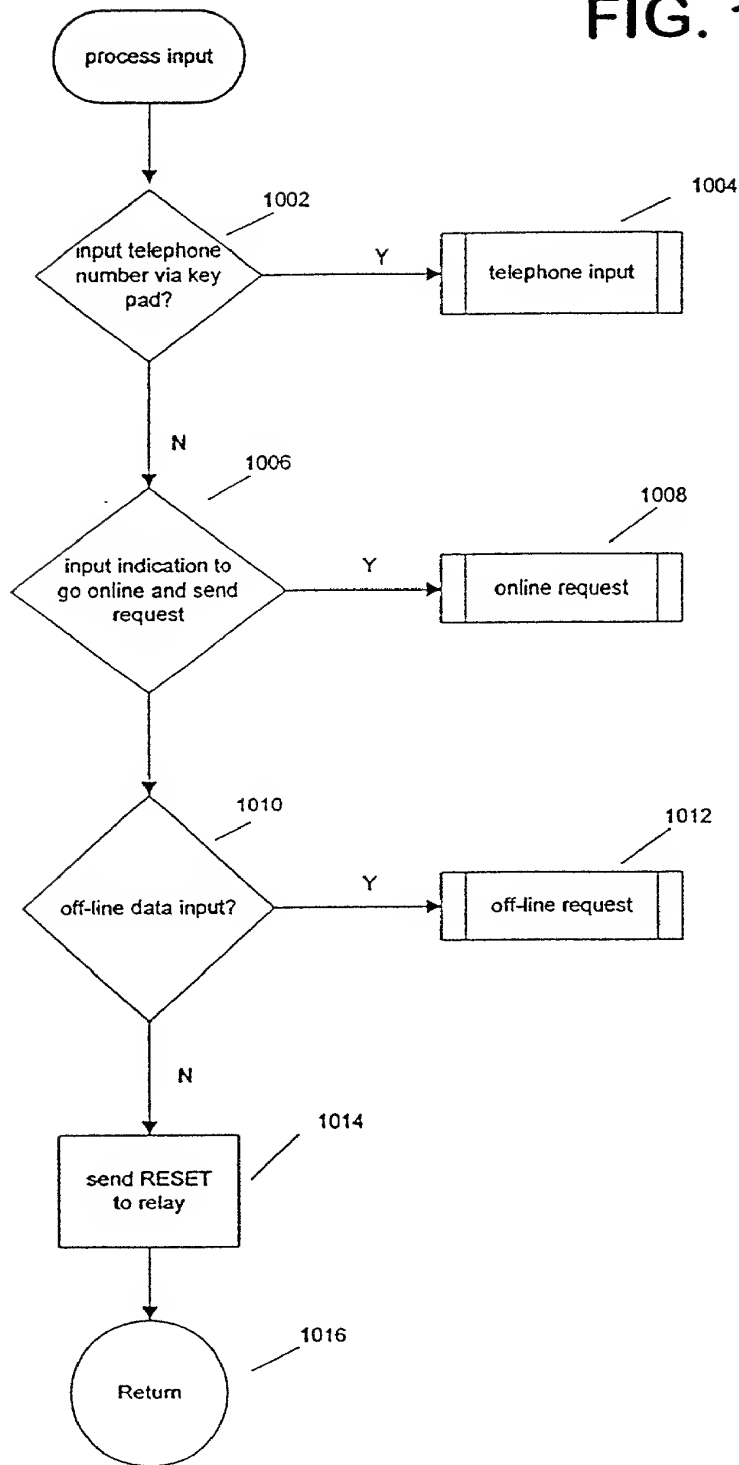 FIG. 1
process input
1002
input telephone
number via key
pad?
Y
1004
telephone input
N
1006
input indication to
go online and send
request
Y
1008
online request
1010
off-line data input?
Y
1012
off-line request
N
1014
send RESET
to relay
1016
Return